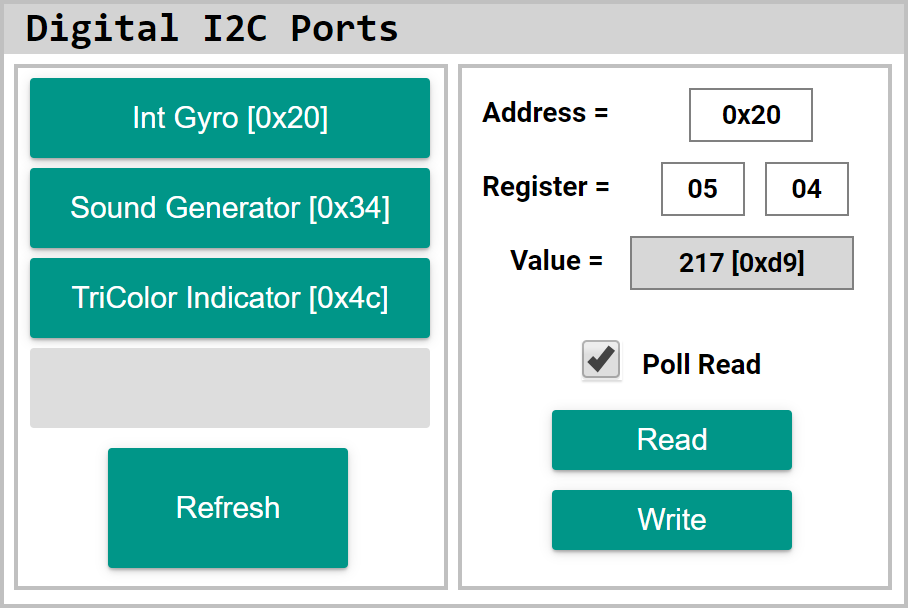 Digital I2C Ports
Int Gyro [0x20]
Sound Generator [0x34]
TriColor Indicator [0x4c]
Refresh
Address = 0x20
Register = 05 04
Value = 217 [0xd9]
Poll Read
Read
Write